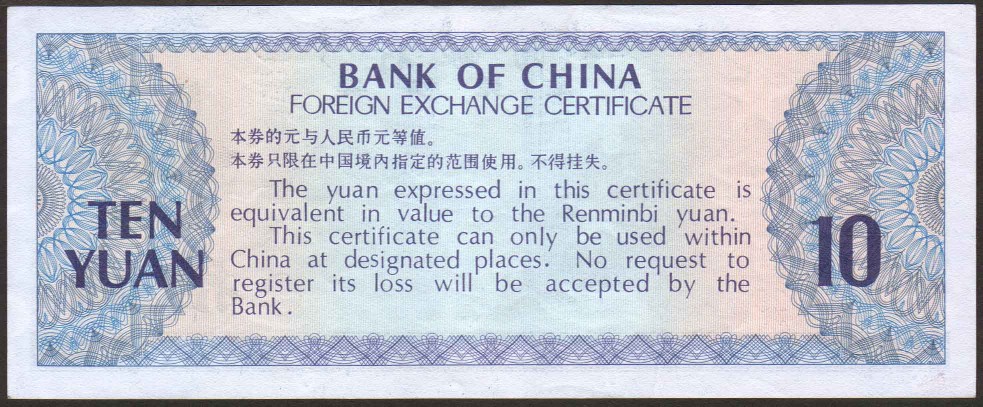 BANK OF CHINA
FOREIGN EXCHANGE CERTIFICATE
本券的元与人民币元等值。
本券只限在中国境内指定的范围使用。不得挂失。
The yuan expressed in this certificate is
equivalent in value to the Renminbi yuan.
This certificate can only be used within
China at designated places. No request to
register its loss will be accepted by the
Bank.
TEN
YUAN
10